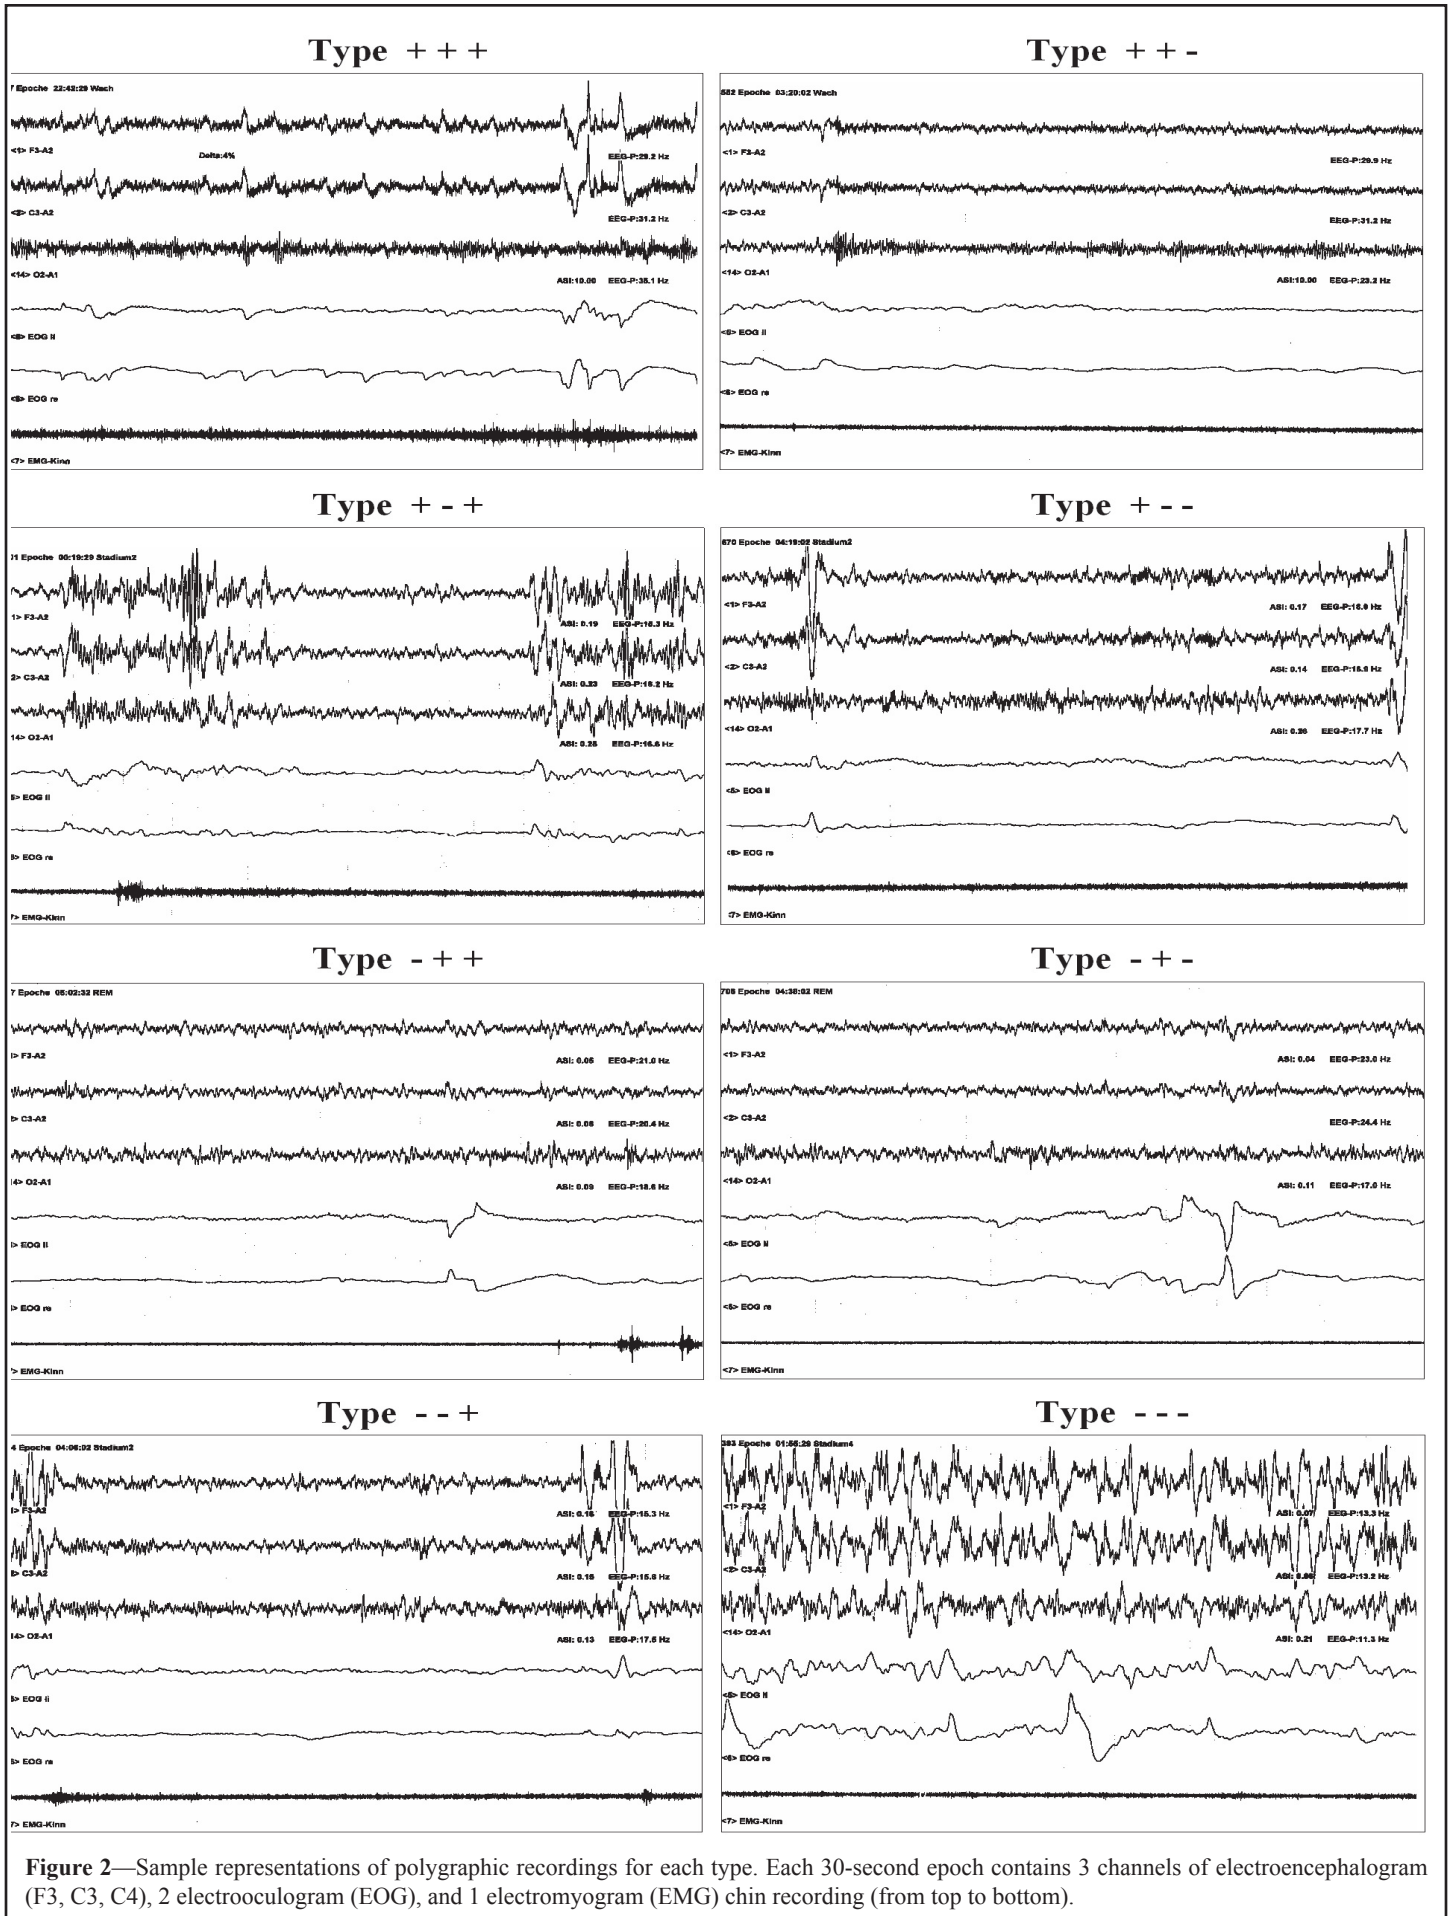 Type + + +
7 Epoche 22:43:29 Wach
<1> F3-A2
Delta:4%
EEG-P:29.2 Hz
<2> C3-A2
EEG-P:31.2 Hz
<14> O2-A1
ASI:10.00 EEG-P:35.1 Hz
EOG li
EOG re
<7> EMG-Kinn
Type + + -
582 Epoche 03:20:02 Wach
<1> F3-A2
EEG-P:29.9 Hz
<2> C3-A2
EEG-P:31.2 Hz
<14> O2-A1
ASI:10.00 EEG-P:23.2 Hz
EOG li
EOG re
<7> EMG-Kinn
Type + - +
Epoche 00:19:29 Stadium2
1> F3-A2
ASI: 0.19
2> C3-A2
ASI: 0.23 EEG-P:16.2 Hz
14> O2-A1
EEG-P:16.6 Hz
EOG li
EOG re
7> EMG-Kinn
Type + - -
670 Epoche 04:19:02 Stadium2
<1> F3-A2
ASI: 0.17
<2> C3-A2
ASI: 0.14 EEG-P:15.9 Hz
<14> O2-A1
ASI: 0.26 EEG-P:17.7 Hz
<5> EOG li
<6> EOG re
7> EMG-Kinn
Type - + +
7 Epoche 05:02:32 REM
> F3-A2
ASI: 0.05 EEG-P:21.0 Hz
> C3-A2
EEG-P:20.4 Hz
14> O2-A1
ASI: 0.09 EEG-P:18.6 Hz
> EOG li
> EOG re
> EMG-Kinn
Type - + -
708 Epoche 04:38:02 REM
<1> F3-A2
ASI: 0.04 EEG-P:23.0 Hz
<2> C3-A2
EEG-P:24.4 Hz
<14> O2-A1
ASI: 0.11 EEG-P:17.0 Hz
<5> EOG li
EOG re
<7> EMG-Kinn
Type - - +
4 Epoche 04:06:02 Stadium2
> F3-A2
EEG-P:15.3 Hz
> C3-A2
EEG-P:15.8 Hz
14> O2-A1
ASI: 0.13 EEG-P:17.5 Hz
EOG li
EOG re
7> EMG-Kinn
Type - - -
383 Epoche 01:55:29 Stadium4
<1> F3-A2
ASI: 0.07 EEG-P:13.3 Hz
<2> C3-A2
EEG-P:13.2 Hz
<14> O2-A1
ASI: 0.21 EEG-P:11.3 Hz
<5> EOG li
<6> EOG re
<7> EMG-Kinn
Figure 2—Sample representations of polygraphic recordings for each type. Each 30-second epoch contains 3 channels of electroencephalogram
(F3, C3, C4), 2 electrooculogram (EOG), and 1 electromyogram (EMG) chin recording (from top to bottom).